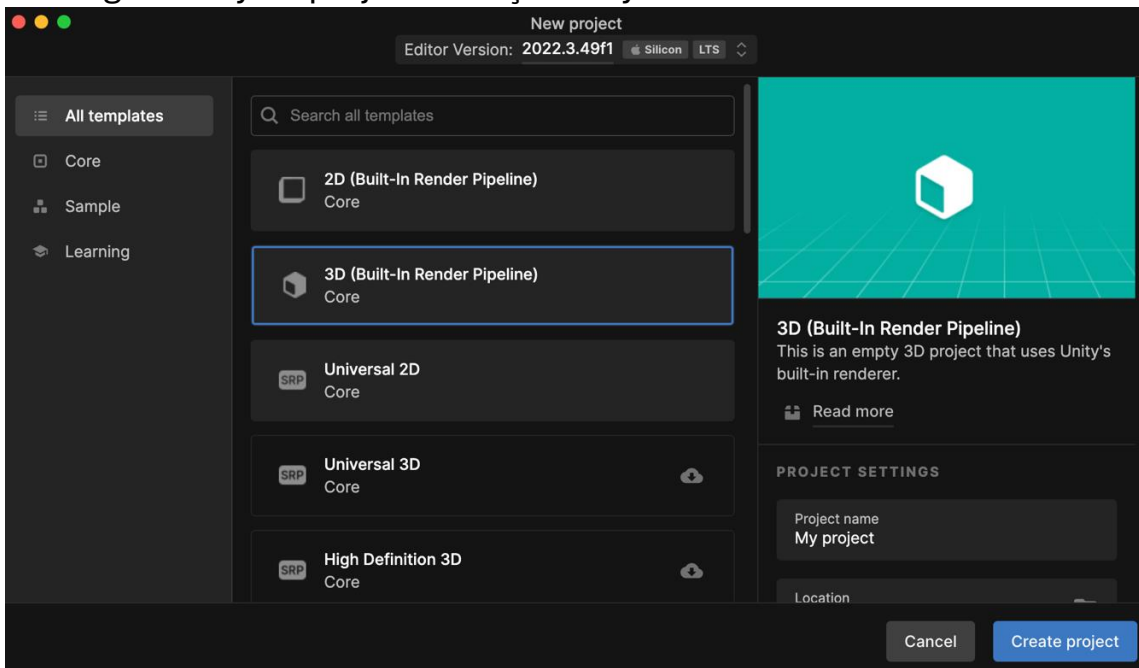 New project
Editor Version: 2022.3.49f1 Silicon LTS
All templates
Core
Sample
Learning
Search all templates
2D (Built-In Render Pipeline)
Core
3D (Built-In Render Pipeline)
Core
SRP
Universal 2D
Core
SRP
Universal 3D
Core
SRP
High Definition 3D
Core
3D (Built-In Render Pipeline)
This is an empty 3D project that uses Unity's
built-in renderer.
Read more
PROJECT SETTINGS
Project name
My project
Location
Cancel
Create project